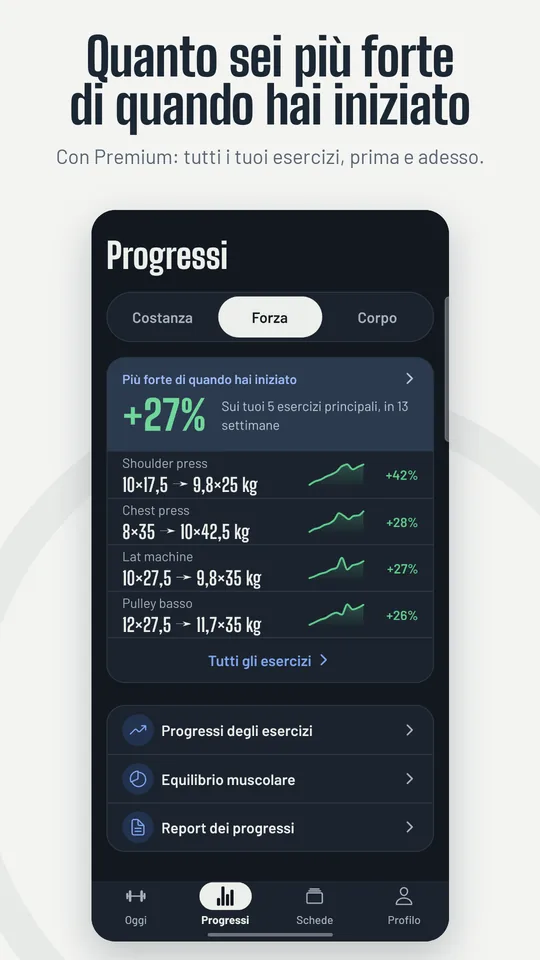 Quanto sei più forte
di quando hai iniziato
Con Premium: tutti i tuoi esercizi, prima e adesso.
Progressi
Costanza
Forza
Corpo
Più forte di quando hai iniziato
+27%
Sui tuoi 5 esercizi principali, in 13
settimane
Shoulder press
10×17,5 → 9,8×25 kg
+42%
Chest press
8×35 → 10×42,5 kg
+28%
Lat machine
10×27,5 → 9,8×35 kg
+27%
Pulley basso
12×27,5 → 11,7×35 kg
+26%
Tutti gli esercizi
Progressi degli esercizi
Equilibrio muscolare
Report dei progressi
Oggi
Progressi
Schede
Profilo